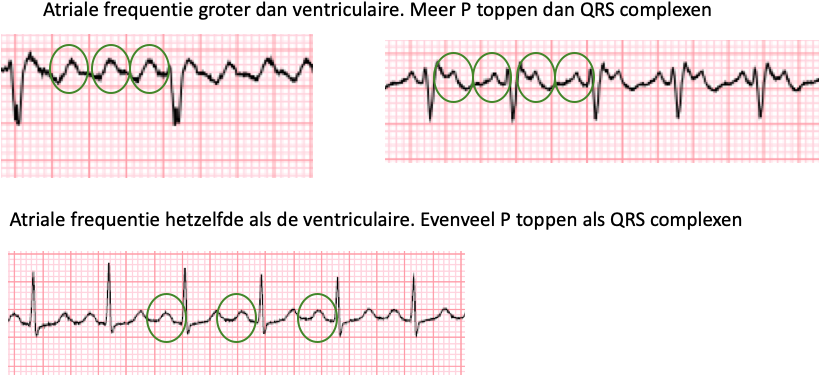 Atriale frequentie groter dan ventriculaire. Meer P toppen dan QRS complexen
Atriale frequentie hetzelfde als de ventriculaire. Evenveel P toppen als QRS complexen